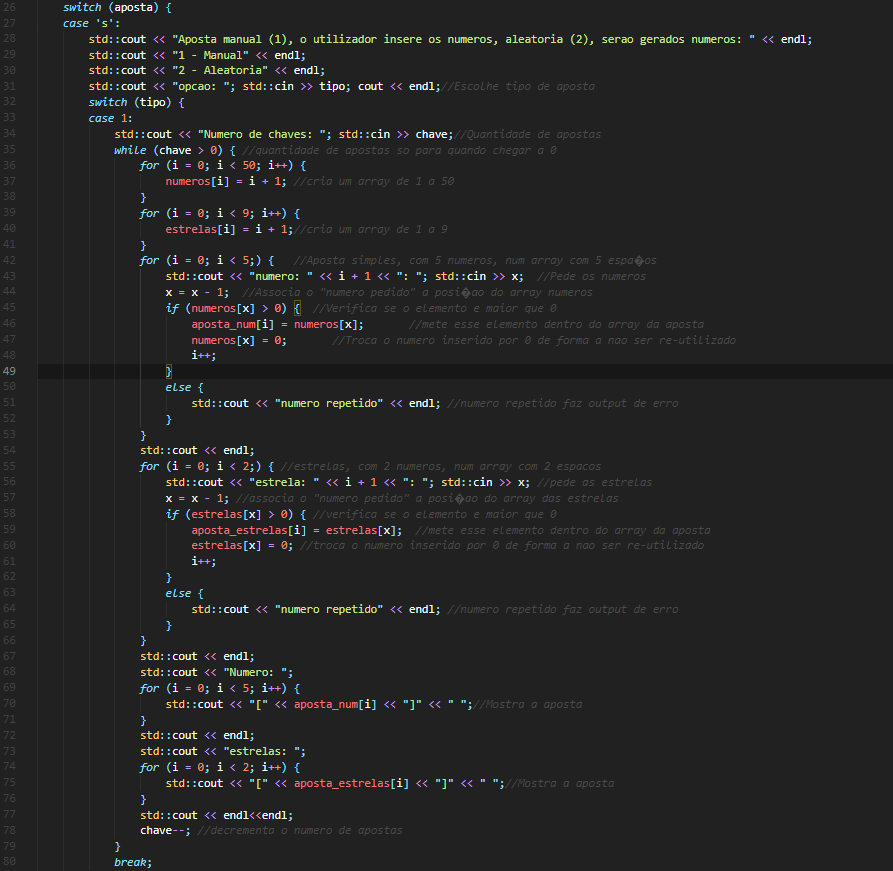 26 switch (aposta) {
27 case 's':
28 std::cout << "Aposta manual (1), o utilizador insere os numeros, aleatoria (2), serao gerados numeros: " << endl;
29 std::cout << "1 - Manual" << endl;
30 std::cout << "2 - Aleatoria" << endl;
31 std::cout << "opcao: "; std::cin >> tipo; cout << endl;//Escolhe tipo de aposta
32 switch (tipo) {
33 case 1:
34 std::cout << "Numero de chaves: "; std::cin >> chave;//Quantidade de apostas
35 while (chave > 0) { //quantidade de apostas so para quando chegar a 0
36 for (i = 0; i < 50; i++) {
37 numeros[i] = i + 1; //cria um array de 1 a 50
38 }
39 for (i = 0; i < 9; i++) {
40 estrelas[i] = i + 1;//cria um array de 1 a 9
41 }
42 for (i = 0; i < 5;) { //Aposta simples, com 5 numeros, num array com 5 espa�os
43 std::cout << "numero: " << i + 1 << ": "; std::cin >> x; //Pede os numeros
44 x = x - 1; //Associa o "numero pedido" a posi�ao do array numeros
45 if (numeros[x] > 0) { //Verifica se o elemento e maior que 0
46 aposta_num[i] = numeros[x]; //mete esse elemento dentro do array da aposta
47 numeros[x] = 0; //Troca o numero inserido por 0 de forma a nao ser re-utilizado
48 i++;
49 }
50 else {
51 std::cout << "numero repetido" << endl; //numero repetido faz output de erro
52 }
53 }
54 std::cout << endl;
55 for (i = 0; i < 2;) { //estrelas, com 2 numeros, num array com 2 espacos
56 std::cout << "estrela: " << i + 1 << ": "; std::cin >> x; //pede as estrelas
57 x = x - 1; //associa o "numero pedido" a posi�ao do array das estrelas
58 if (estrelas[x] > 0) { //verifica se o elemento e maior que 0
59 aposta_estrelas[i] = estrelas[x]; //mete esse elemento dentro do array da aposta
60 estrelas[x] = 0; //troca o numero inserido por 0 de forma a nao ser re-utilizado
61 i++;
62 }
63 else {
64 std::cout << "numero repetido" << endl; //numero repetido faz output de erro
65 }
66 }
67 std::cout << endl;
68 std::cout << "Numero: ";
69 for (i = 0; i < 5; i++) {
70 std::cout << "[" << aposta_num[i] << "]" << " ";//Mostra a aposta
71 }
72 std::cout << endl;
73 std::cout << "estrelas: ";
74 for (i = 0; i < 2; i++) {
75 std::cout << "[" << aposta_estrelas[i] << "]" << " ";//Mostra a aposta
76 }
77 std::cout << endl<<endl;
78 chave--; //decrementa o numero de apostas
79 }
80 break;